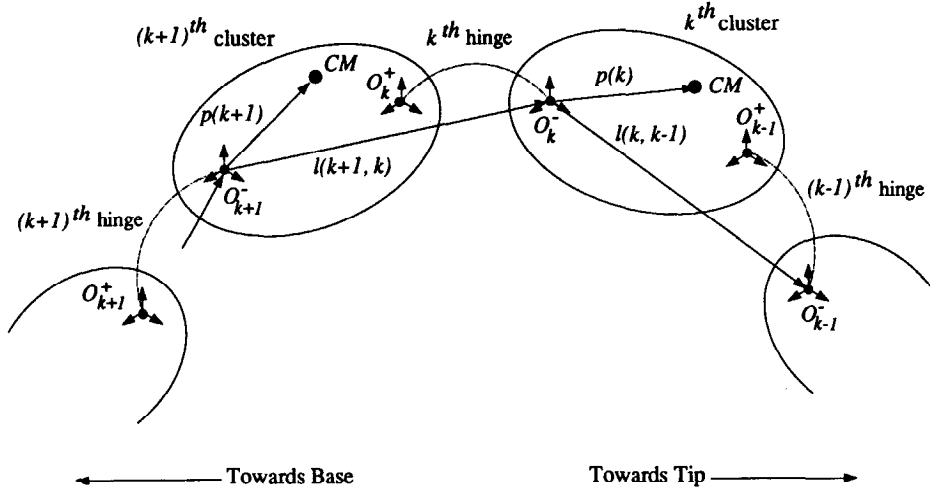 (k+1)th cluster
kth hinge
kth cluster
CM
O+k
p(k+1)
p(k)
CM
O-k
O+k-1
l(k+1, k)
l(k, k-1)
O-k+1
(k+1)th hinge
(k-1)th hinge
O+k+1
O-k-1
Towards Base
Towards Tip